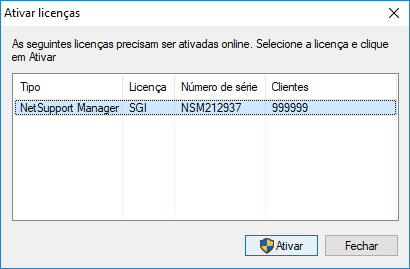 Ativar licenças
As seguintes licenças precisam ser ativadas online. Selecione a licença e clique
em Ativar
Tipo Licença Número de série Clientes
NetSupport Manager SGI NSM212937 999999
Ativar Fechar